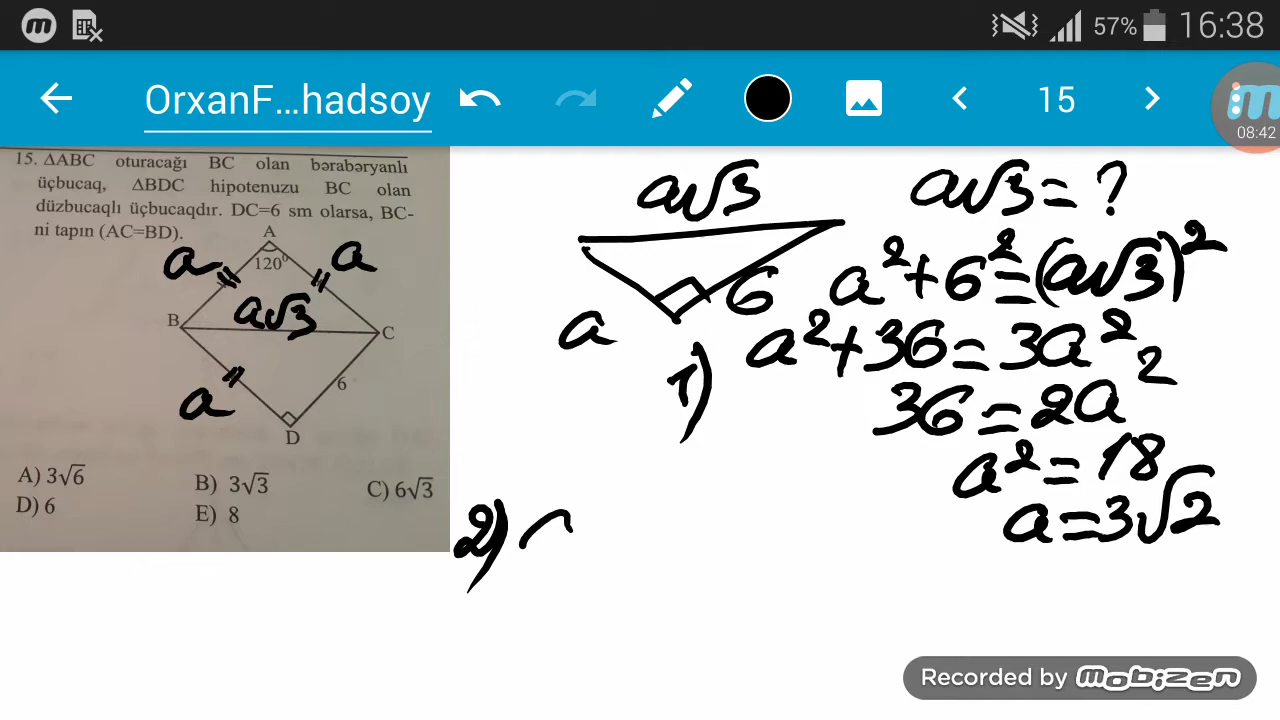 57% 16:38
OrxanF...hadsoy 15
08:42
15. ΔABC oturacağı BC olan bərabəryanlı
üçbucaq, ΔBDC hipotenuzu BC olan
düzbucaqlı üçbucaqdır. DC=6 sm olarsa, BC-
ni tapın (AC=BD).
A
120⁰
a a
a√3
B C
6
a
D
A) 3√6 B) 3√3 C) 6√3
D) 6 E) 8
a√3
a 6
a√3=?
1) a²+6²=(a√3)²
a²+36=3a²
36=2a²
a²=18
a=3√2
2)
Recorded by mobizen